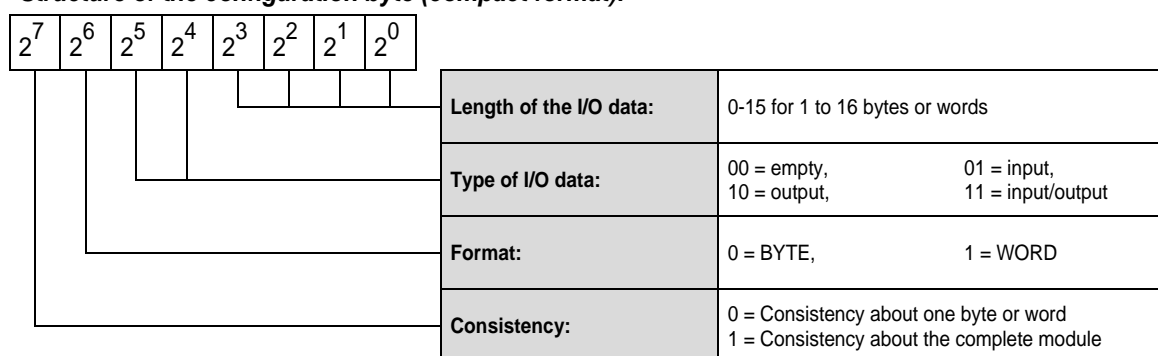 Structure of the configuration byte (compact format):
2^7 2^6 2^5 2^4 2^3 2^2 2^1 2^0
Length of the I/O data: 0-15 for 1 to 16 bytes or words
Type of I/O data: 00 = empty, 01 = input,
10 = output, 11 = input/output
Format: 0 = BYTE, 1 = WORD
Consistency: 0 = Consistency about one byte or word
1 = Consistency about the complete module